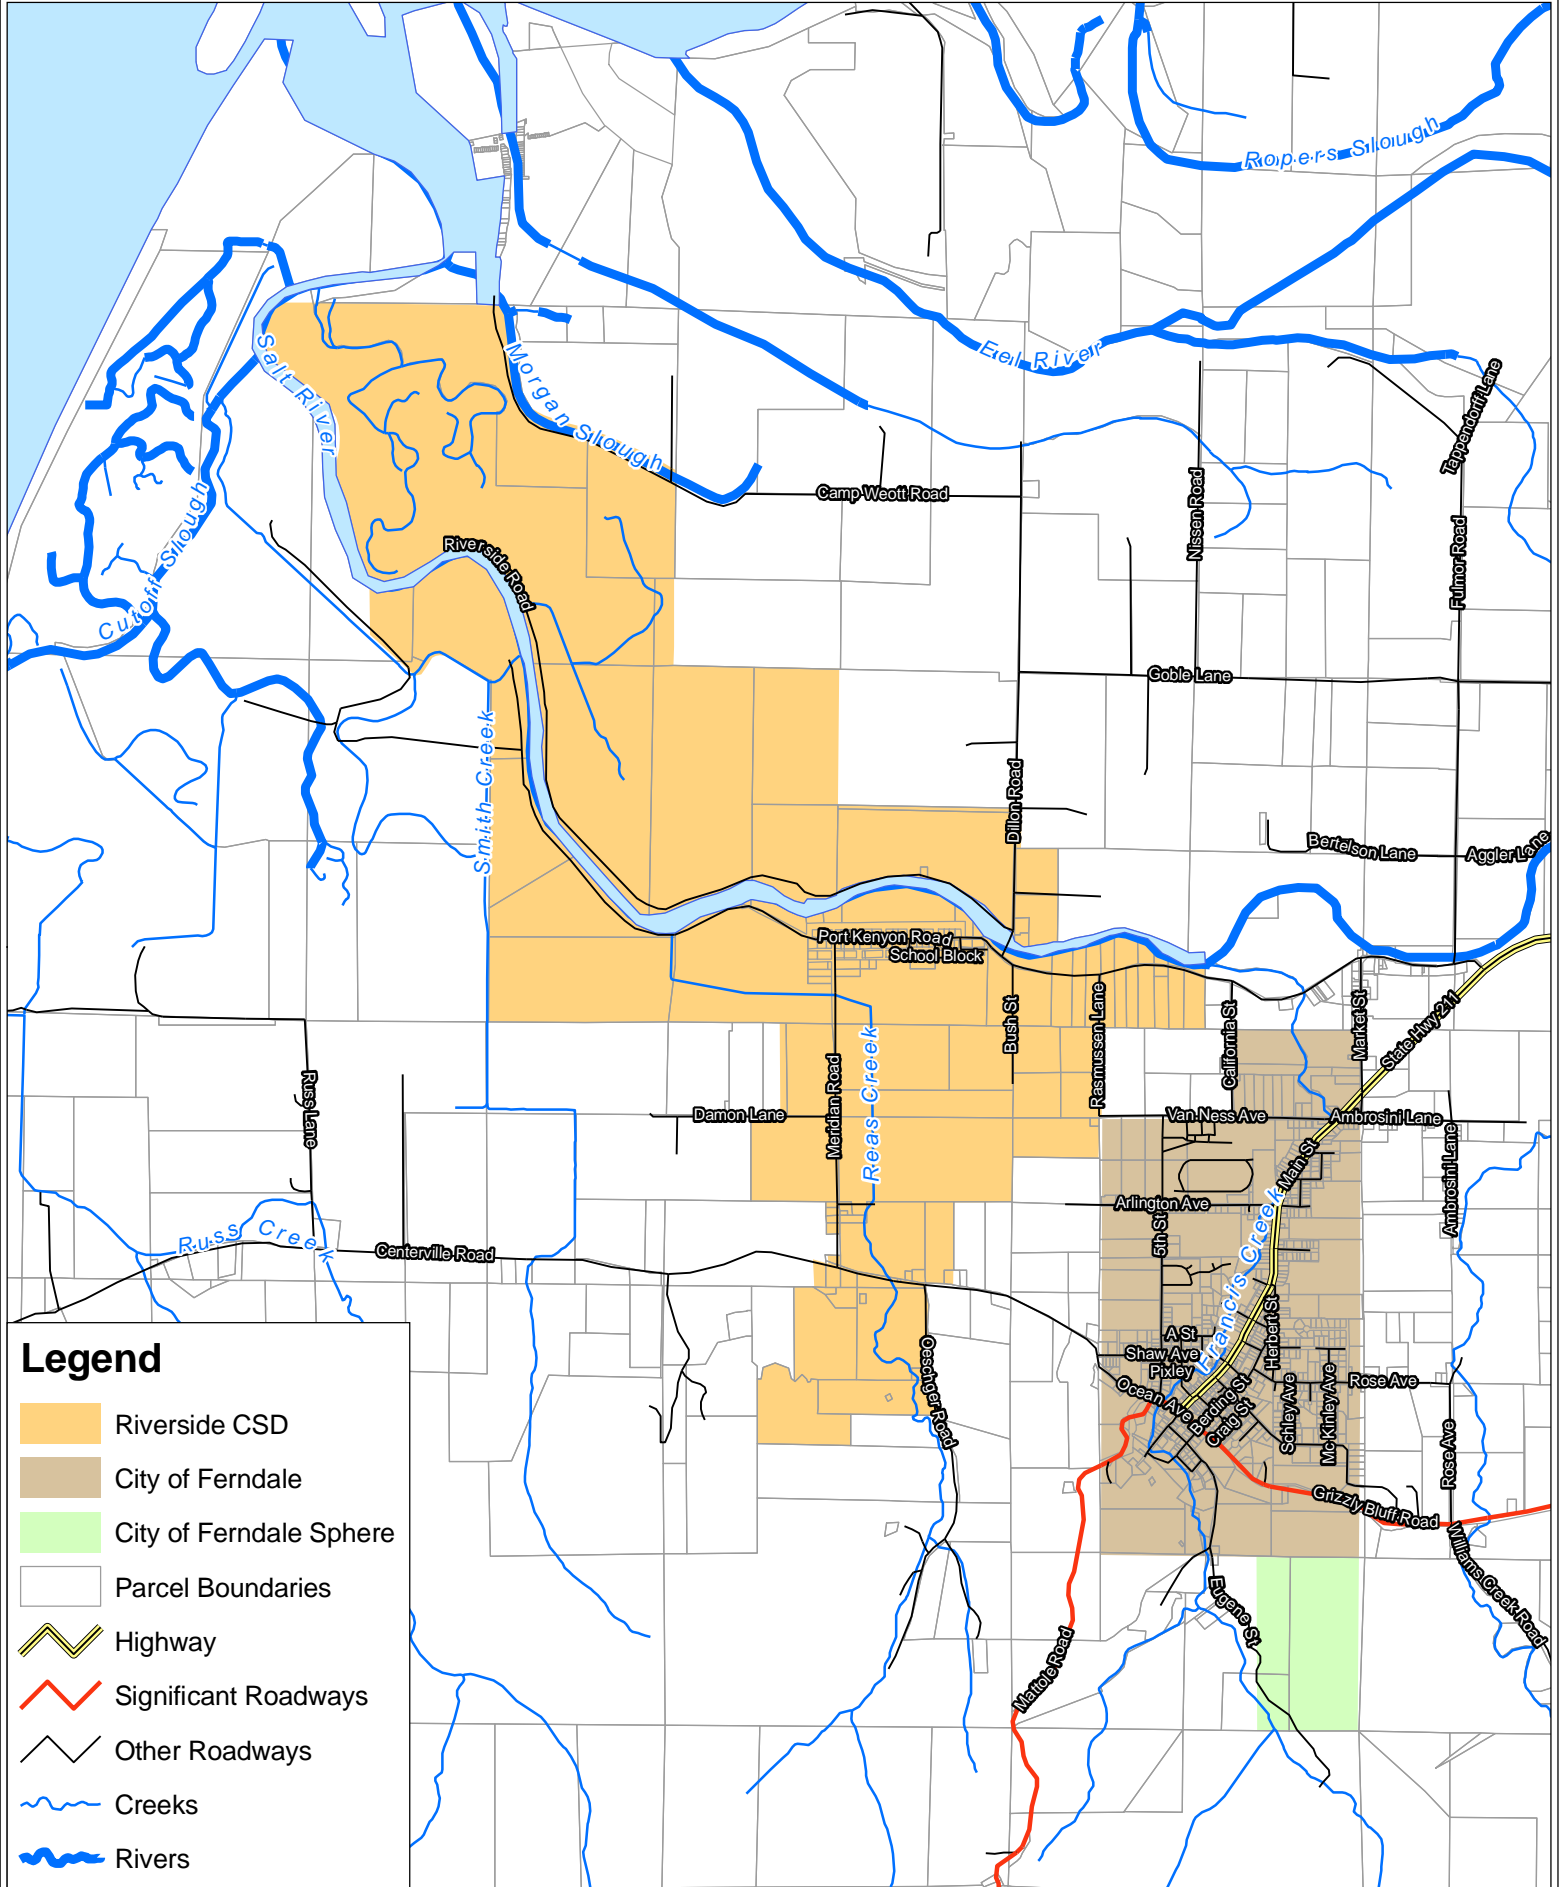 Ropers Slough
Eel River
Salt River
Morgan Slough
Tappendorf Lane
Camp Weott Road
Nissen Road
Fulmor Road
Cutoff Slough
Riverside Road
Goble Lane
Smith Creek
Dillon Road
Bertelson Lane
Aggler Lane
Port Kenyon Road
School Block
Bush St
Rasmussen Lane
California St
Market St
State Hwy 211
Russ Lane
Meridian Road
Reas Creek
Damon Lane
Van Ness Ave
Ambrosini Lane
Main St
Ambrosini Lane
Arlington Ave
5th St
Russ Creek
Centerville Road
Francis Creek
Herbert St
A St
Shaw Ave
Pixley
Ocean Ave
Berding St
Craig St
Schley Ave
Mc Kinley Ave
Rose Ave
Rose Ave
Oeschger Road
Grizzly Bluff Road
Williams Creek Road
Eugene St
Mattole Road
Legend
Riverside CSD
City of Ferndale
City of Ferndale Sphere
Parcel Boundaries
Highway
Significant Roadways
Other Roadways
Creeks
Rivers